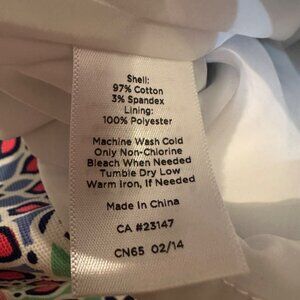 Shell:
97% Cotton
3% Spandex
Lining:
100% Polyester
Machine Wash Cold
Only Non-Chlorine
Bleach When Needed
Tumble Dry Low
Warm Iron, If Needed
Made In China
CA #23147
CN65 02/14